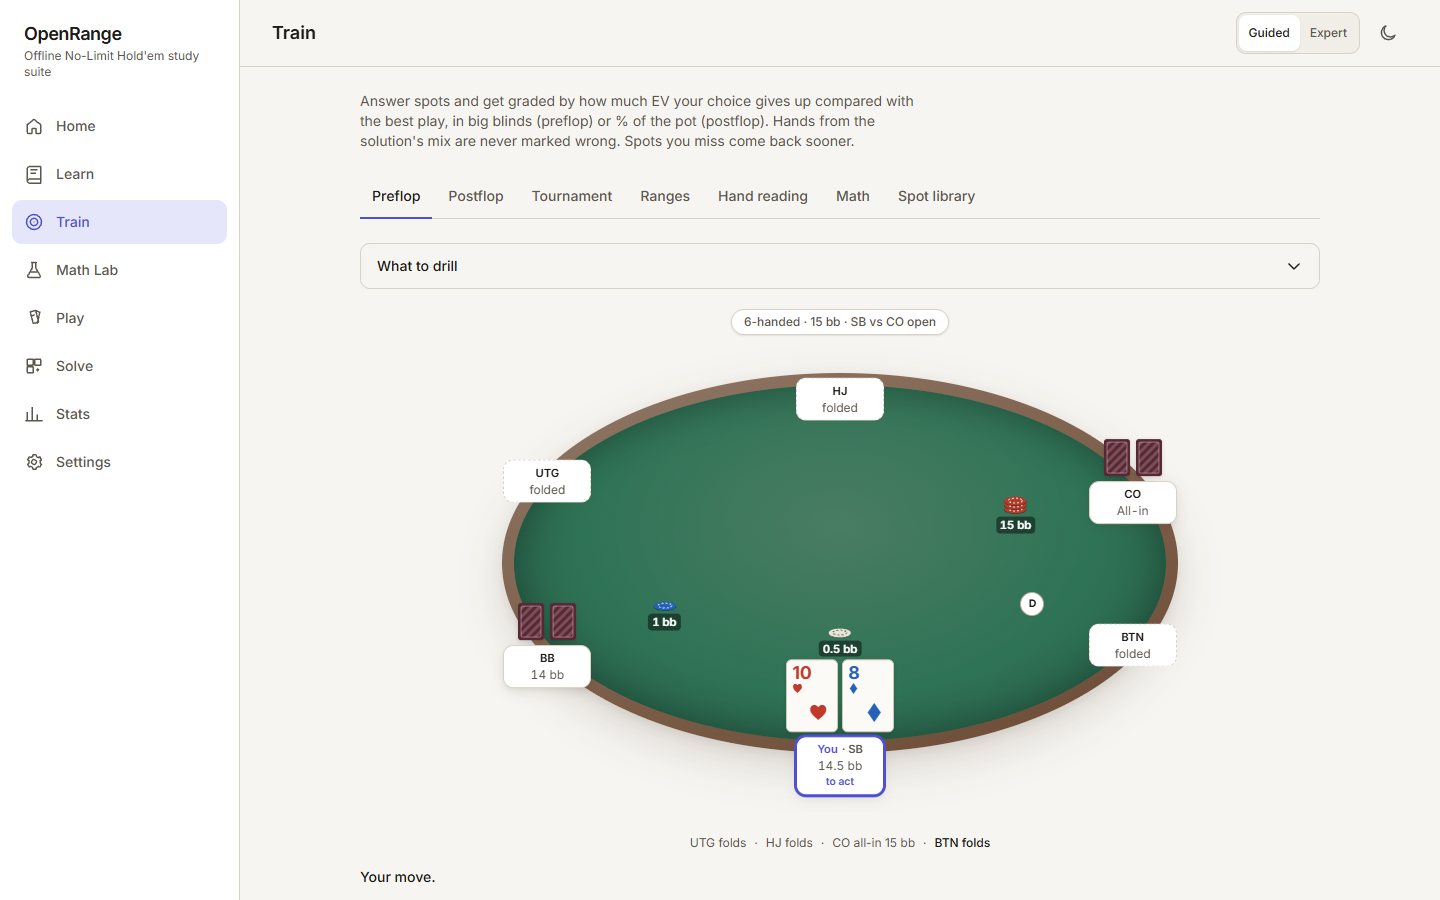 OpenRange
Offline No-Limit Hold'em study
suite
Home
Learn
Train
Math Lab
Play
Solve
Stats
Settings
Train
Guided
Expert
Answer spots and get graded by how much EV your choice gives up compared with
the best play, in big blinds (preflop) or % of the pot (postflop). Hands from the
solution's mix are never marked wrong. Spots you miss come back sooner.
Preflop
Postflop
Tournament
Ranges
Hand reading
Math
Spot library
What to drill
6-handed · 15 bb · SB vs CO open
HJ
folded
UTG
folded
CO
All-in
15 bb
D
BTN
folded
1 bb
BB
14 bb
0.5 bb
10
8
You · SB
14.5 bb
to act
UTG folds · HJ folds · CO all-in 15 bb · BTN folds
Your move.